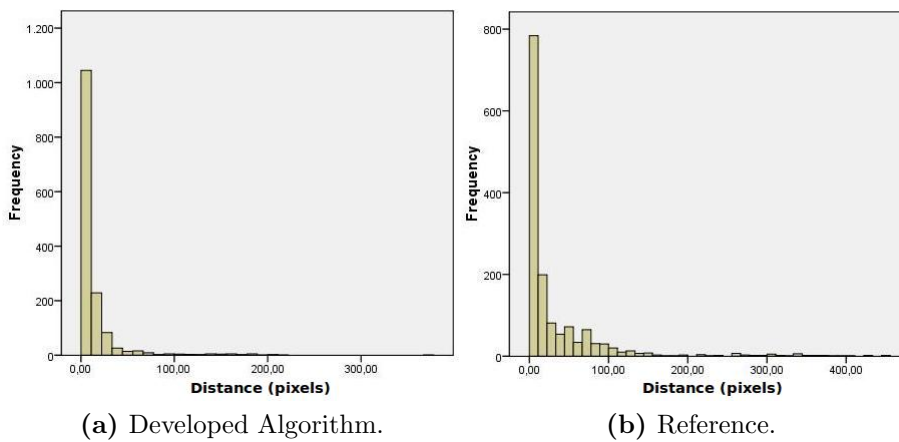 1.200
1.000
800
600
400
200
0
Frequency
0,00 100,00 200,00 300,00
Distance (pixels)
(a) Developed Algorithm.
800
600
400
200
0
Frequency
0,00 100,00 200,00 300,00 400,00
Distance (pixels)
(b) Reference.